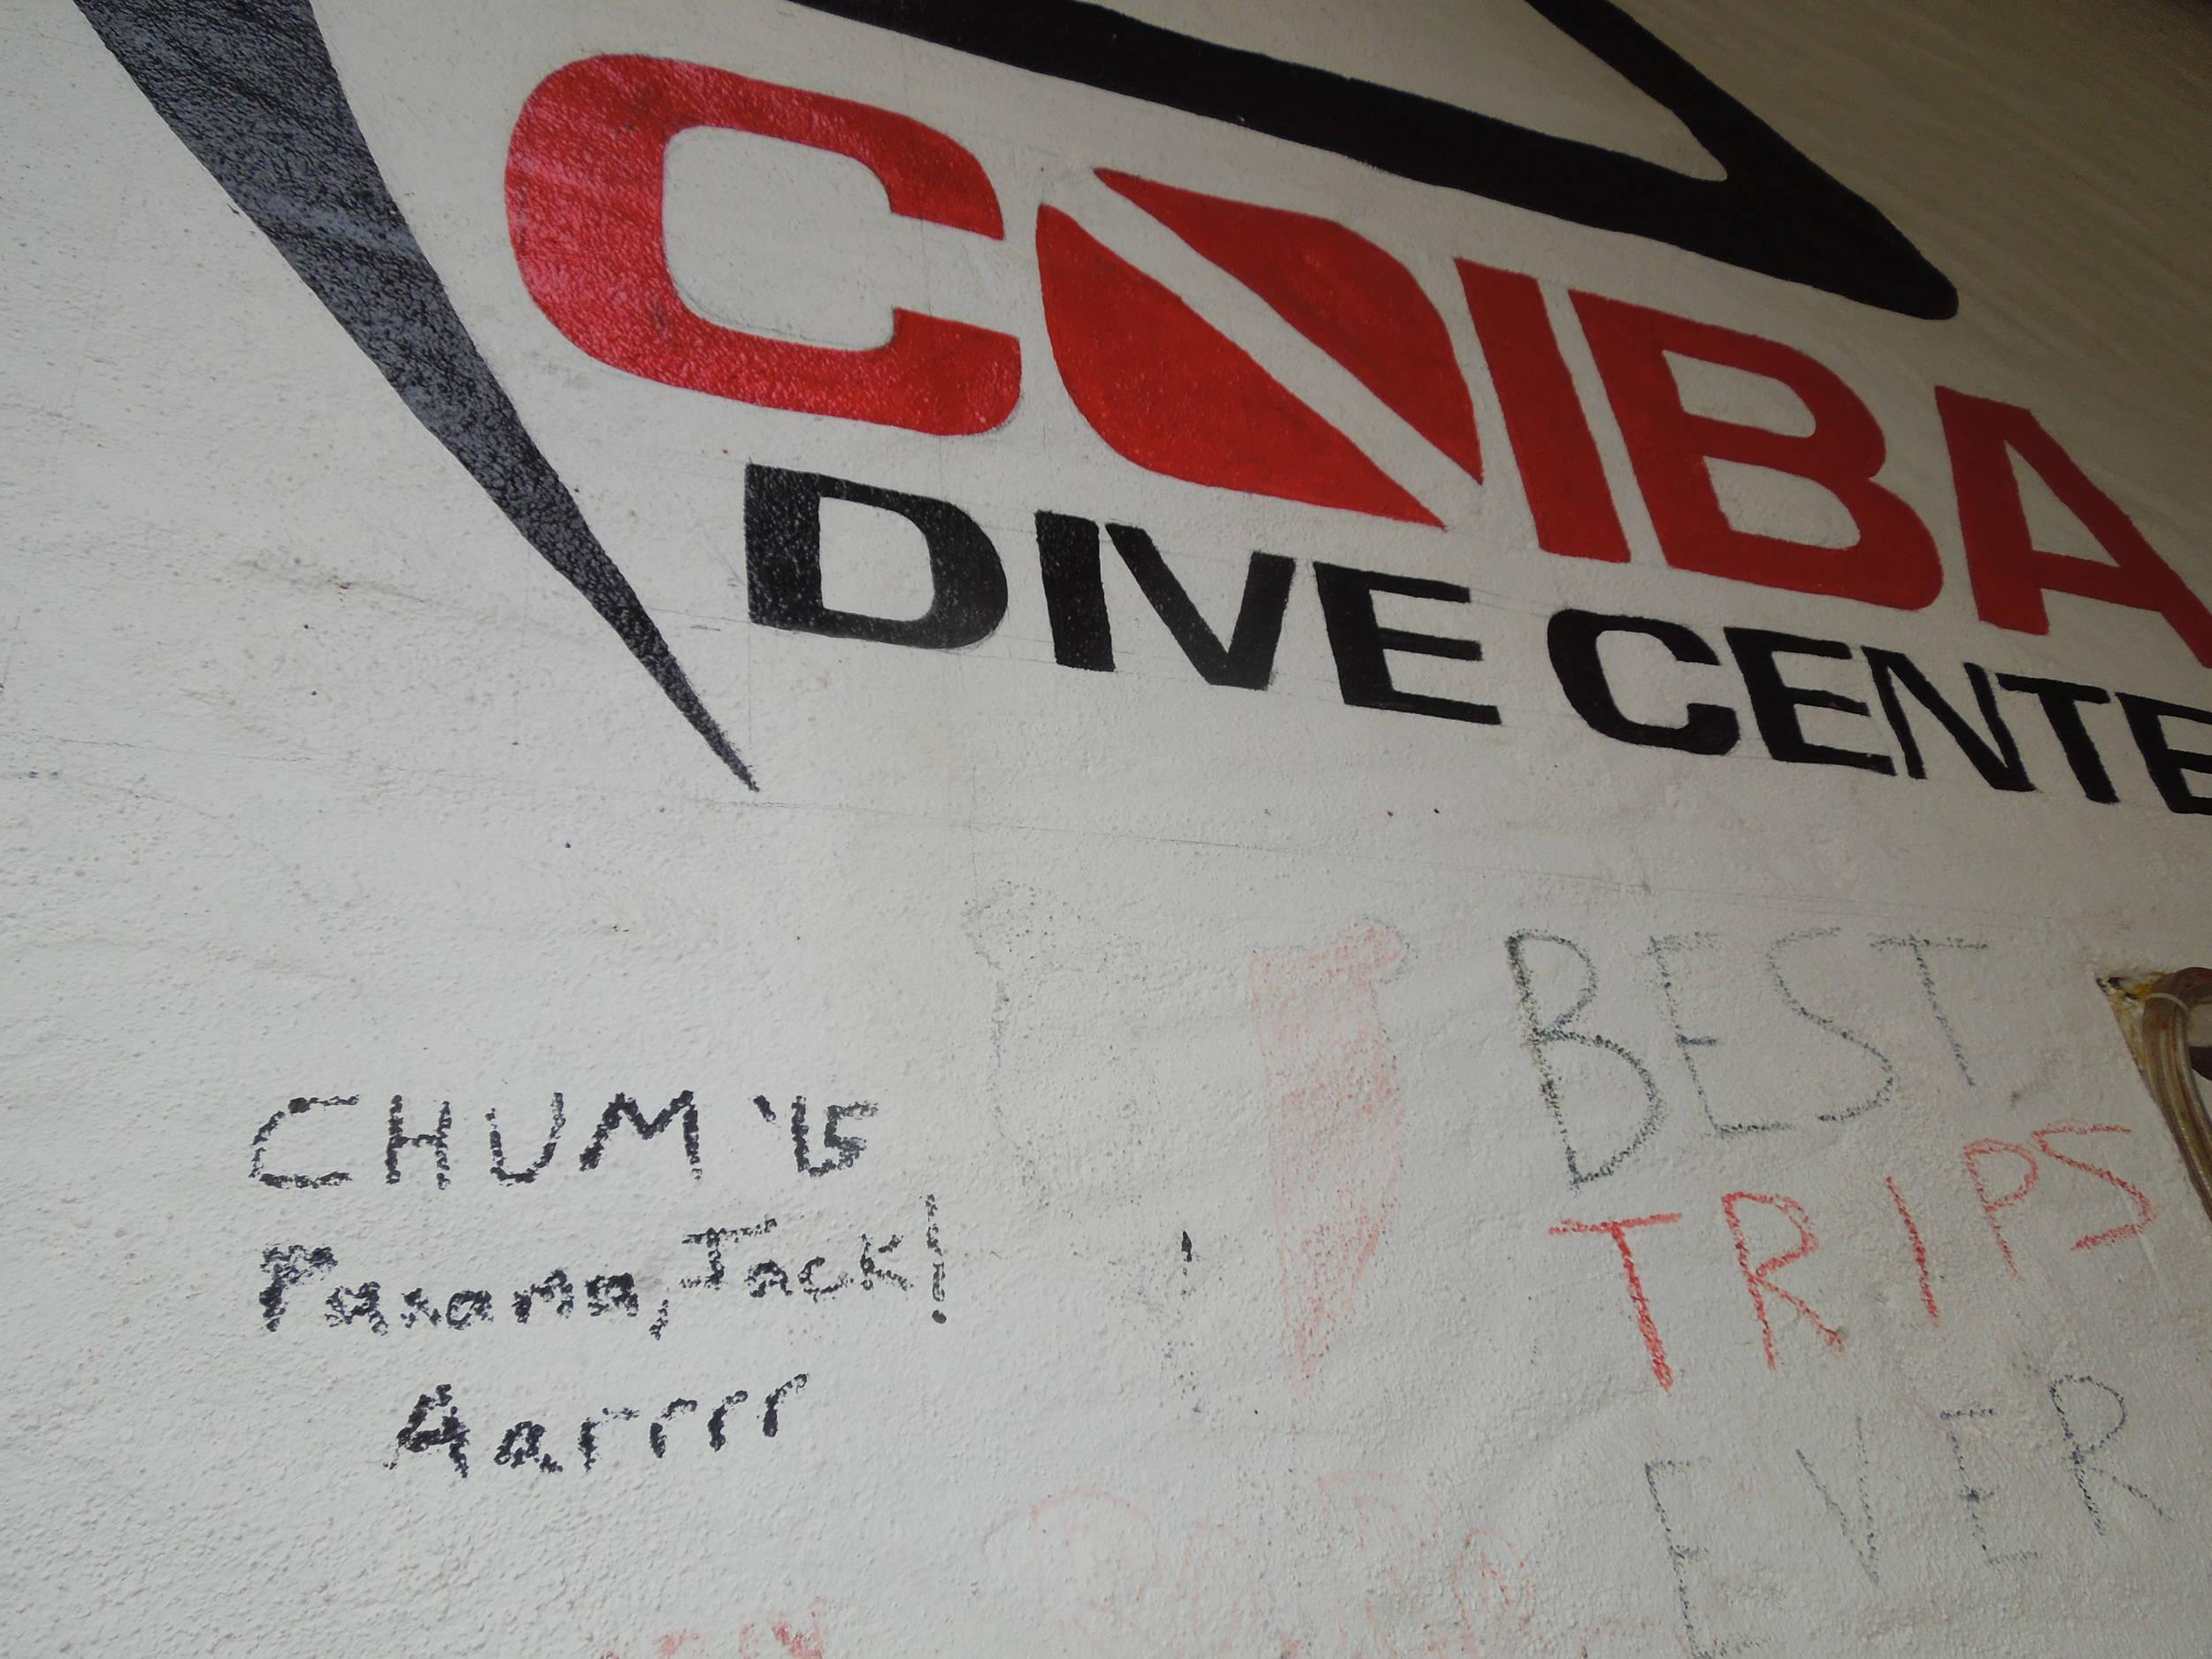 COIBA
DIVE CENTE
CHUM '15
Panama, Jack!
Aarrrr
BEST
TRIPS
EVER